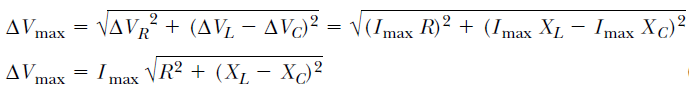 ΔV_max = √(ΔV_R² + (ΔV_L − ΔV_C)²) = √((I_max R)² + (I_max X_L − I_max X_C)²)
ΔV_max = I_max √(R² + (X_L − X_C)²)